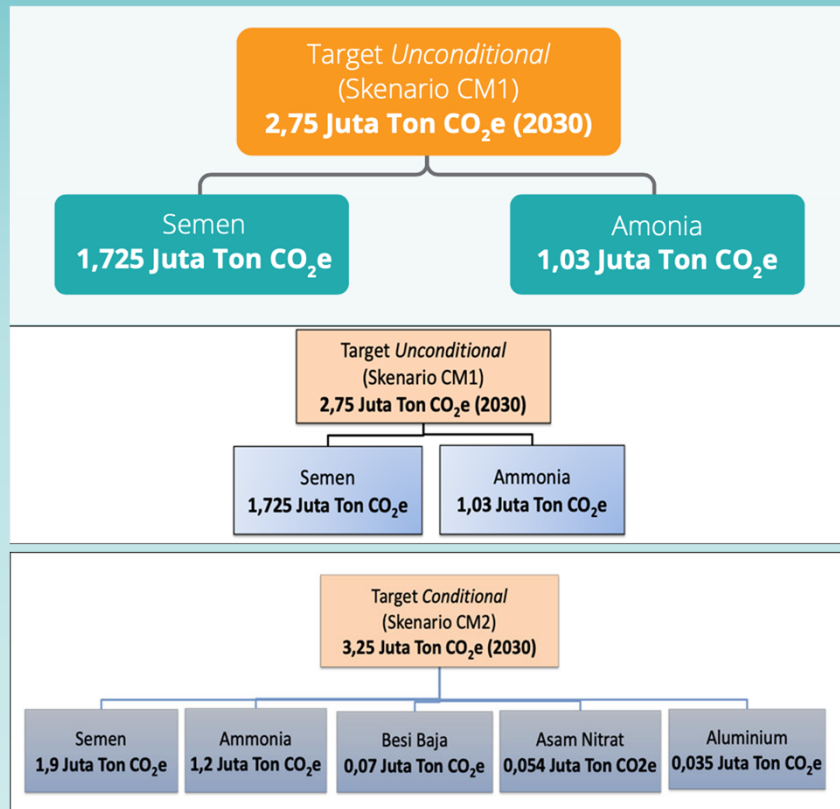 Target Unconditional
(Skenario CM1)
2,75 Juta Ton CO₂e (2030)
Semen
1,725 Juta Ton CO₂e
Amonia
1,03 Juta Ton CO₂e
Target Unconditional
(Skenario CM1)
2,75 Juta Ton CO₂e (2030)
Semen
1,725 Juta Ton CO₂e
Ammonia
1,03 Juta Ton CO₂e
Target Conditional
(Skenario CM2)
3,25 Juta Ton CO₂e (2030)
Semen
1,9 Juta Ton CO₂e
Ammonia
1,2 Juta Ton CO₂e
Besi Baja
0,07 Juta Ton CO₂e
Asam Nitrat
0,054 Juta Ton CO2e
Aluminium
0,035 Juta Ton CO₂e